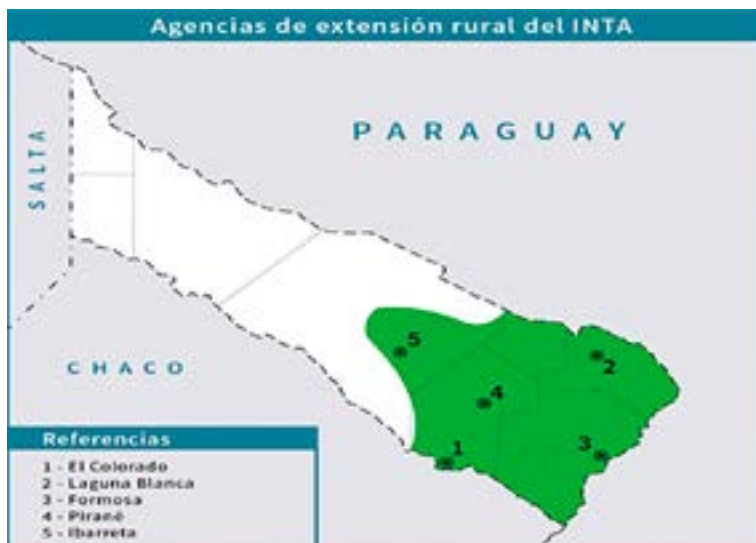 Agencias de extensión rural del INTA
PARAGUAY
SALTA
CHACO
5
2
4
1
3
Referencias
1 - El Colorado
2 - Laguna Blanca
3 - Formosa
4 - Pirané
5 - Ibarreta